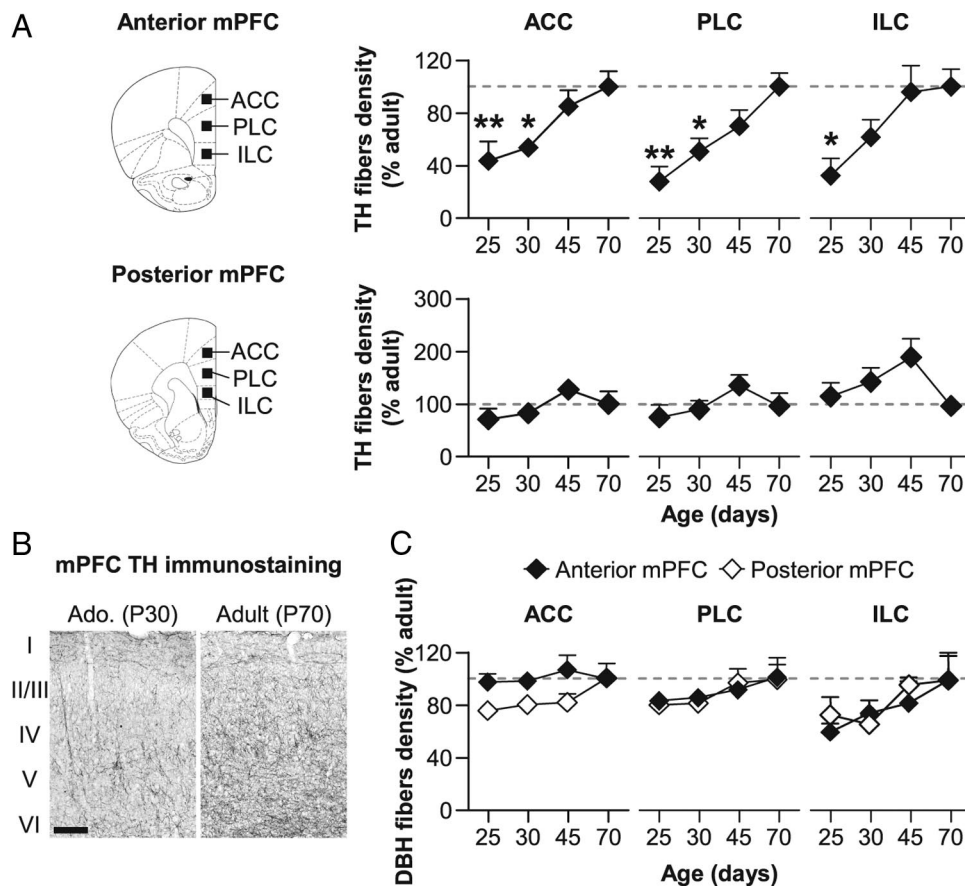 A
Anterior mPFC
ACC
PLC
ILC
ACC
PLC
ILC
TH fibers density
(% adult)
120
80
40
0
**
*
**
*
*
25 30 45 70
25 30 45 70
25 30 45 70
Posterior mPFC
ACC
PLC
ILC
TH fibers density
(% adult)
300
200
100
0
25 30 45 70
25 30 45 70
25 30 45 70
Age (days)
B
mPFC TH immunostaining
Ado. (P30)
Adult (P70)
I
II/III
IV
V
VI
C
Anterior mPFC
Posterior mPFC
ACC
PLC
ILC
DBH fibers density (% adult)
120
80
40
0
25 30 45 70
25 30 45 70
25 30 45 70
Age (days)